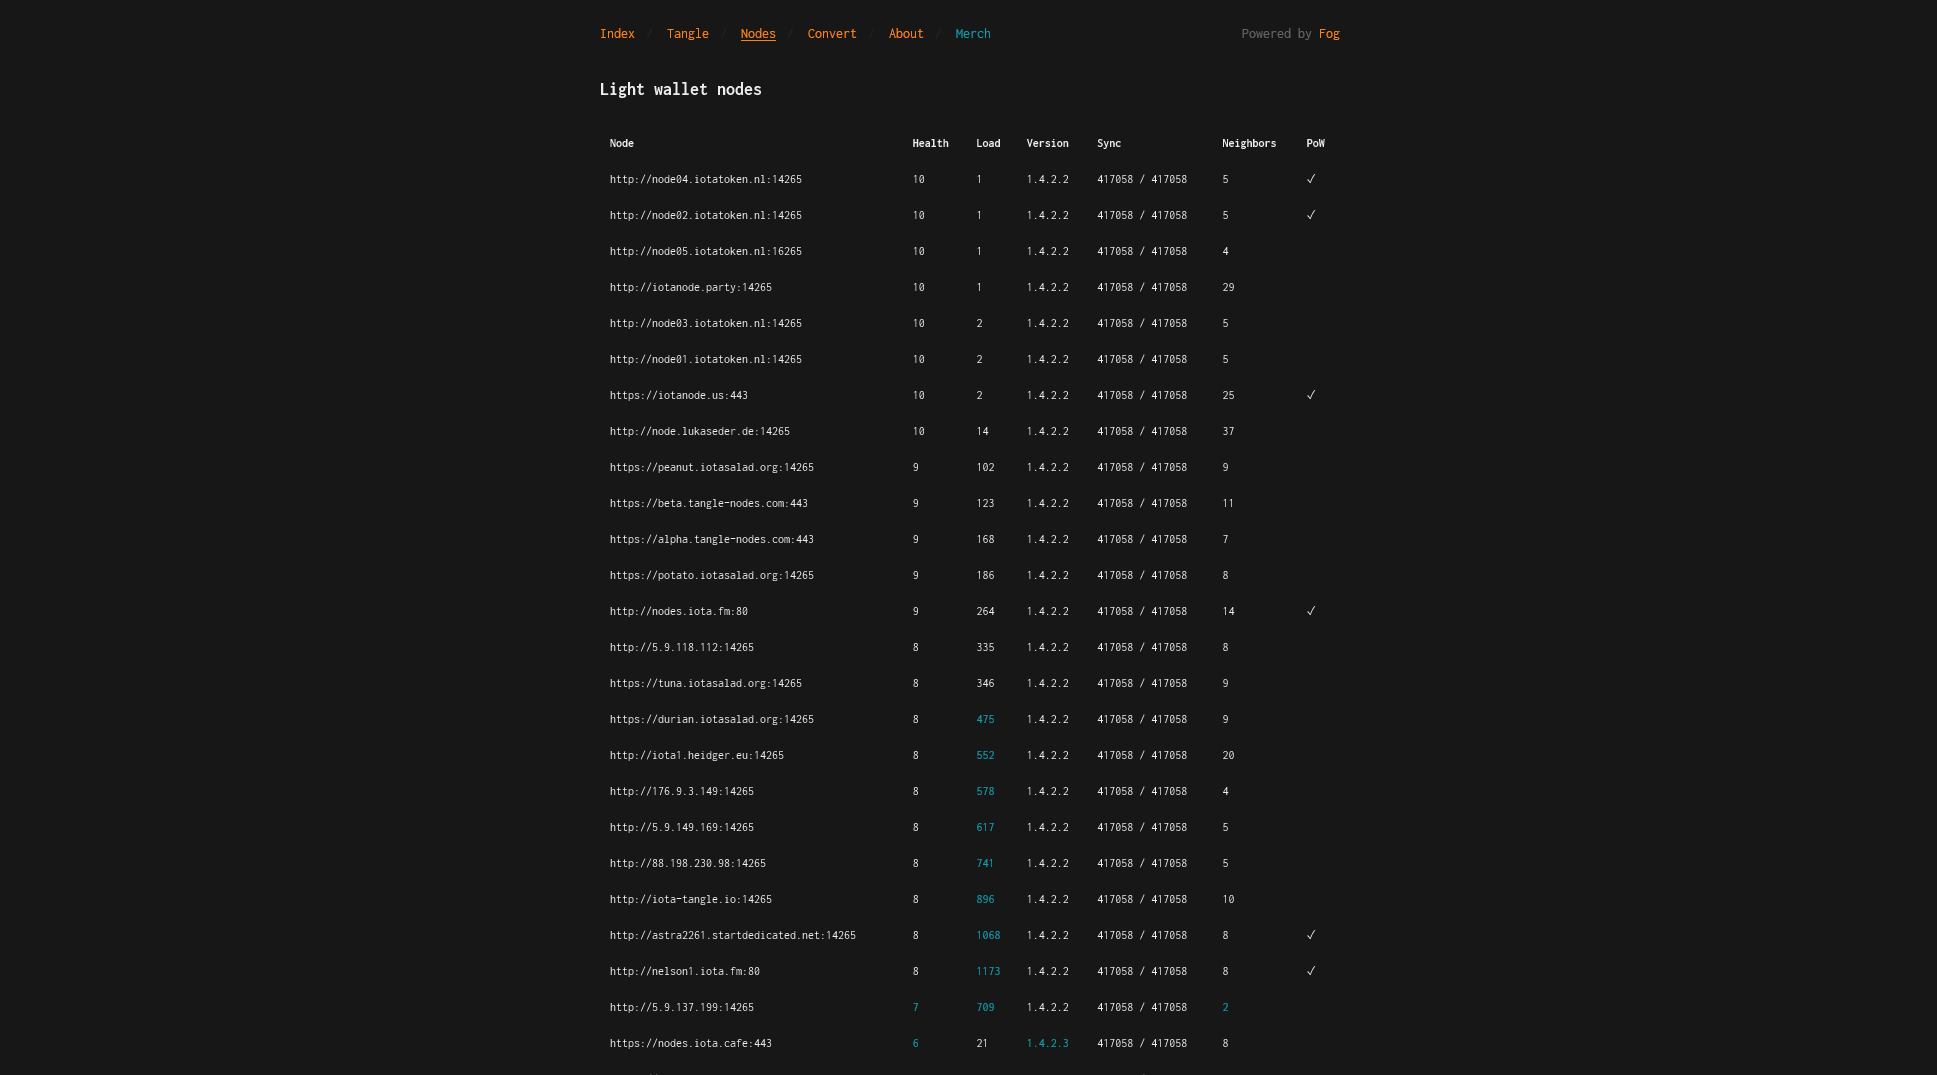 Index / Tangle / Nodes / Convert / About / Merch Powered by Fog
Light wallet nodes
Node Health Load Version Sync Neighbors PoW
http://node04.iotatoken.nl:14265 10 1 1.4.2.2 417058 / 417058 5 ✓
http://node02.iotatoken.nl:14265 10 1 1.4.2.2 417058 / 417058 5 ✓
http://node05.iotatoken.nl:16265 10 1 1.4.2.2 417058 / 417058 4
http://iotanode.party:14265 10 1 1.4.2.2 417058 / 417058 29
http://node03.iotatoken.nl:14265 10 2 1.4.2.2 417058 / 417058 5
http://node01.iotatoken.nl:14265 10 2 1.4.2.2 417058 / 417058 5
https://iotanode.us:443 10 2 1.4.2.2 417058 / 417058 25 ✓
http://node.lukaseder.de:14265 10 14 1.4.2.2 417058 / 417058 37
https://peanut.iotasalad.org:14265 9 102 1.4.2.2 417058 / 417058 9
https://beta.tangle-nodes.com:443 9 123 1.4.2.2 417058 / 417058 11
https://alpha.tangle-nodes.com:443 9 168 1.4.2.2 417058 / 417058 7
https://potato.iotasalad.org:14265 9 186 1.4.2.2 417058 / 417058 8
http://nodes.iota.fm:80 9 264 1.4.2.2 417058 / 417058 14 ✓
http://5.9.118.112:14265 8 335 1.4.2.2 417058 / 417058 8
https://tuna.iotasalad.org:14265 8 346 1.4.2.2 417058 / 417058 9
https://durian.iotasalad.org:14265 8 475 1.4.2.2 417058 / 417058 9
http://iota1.heidger.eu:14265 8 552 1.4.2.2 417058 / 417058 20
http://176.9.3.149:14265 8 578 1.4.2.2 417058 / 417058 4
http://5.9.149.169:14265 8 617 1.4.2.2 417058 / 417058 5
http://88.198.230.98:14265 8 741 1.4.2.2 417058 / 417058 5
http://iota-tangle.io:14265 8 896 1.4.2.2 417058 / 417058 10
http://astra2261.startdedicated.net:14265 8 1068 1.4.2.2 417058 / 417058 8 ✓
http://nelson1.iota.fm:80 8 1173 1.4.2.2 417058 / 417058 8 ✓
http://5.9.137.199:14265 7 709 1.4.2.2 417058 / 417058 2
https://nodes.iota.cafe:443 6 21 1.4.2.3 417058 / 417058 8